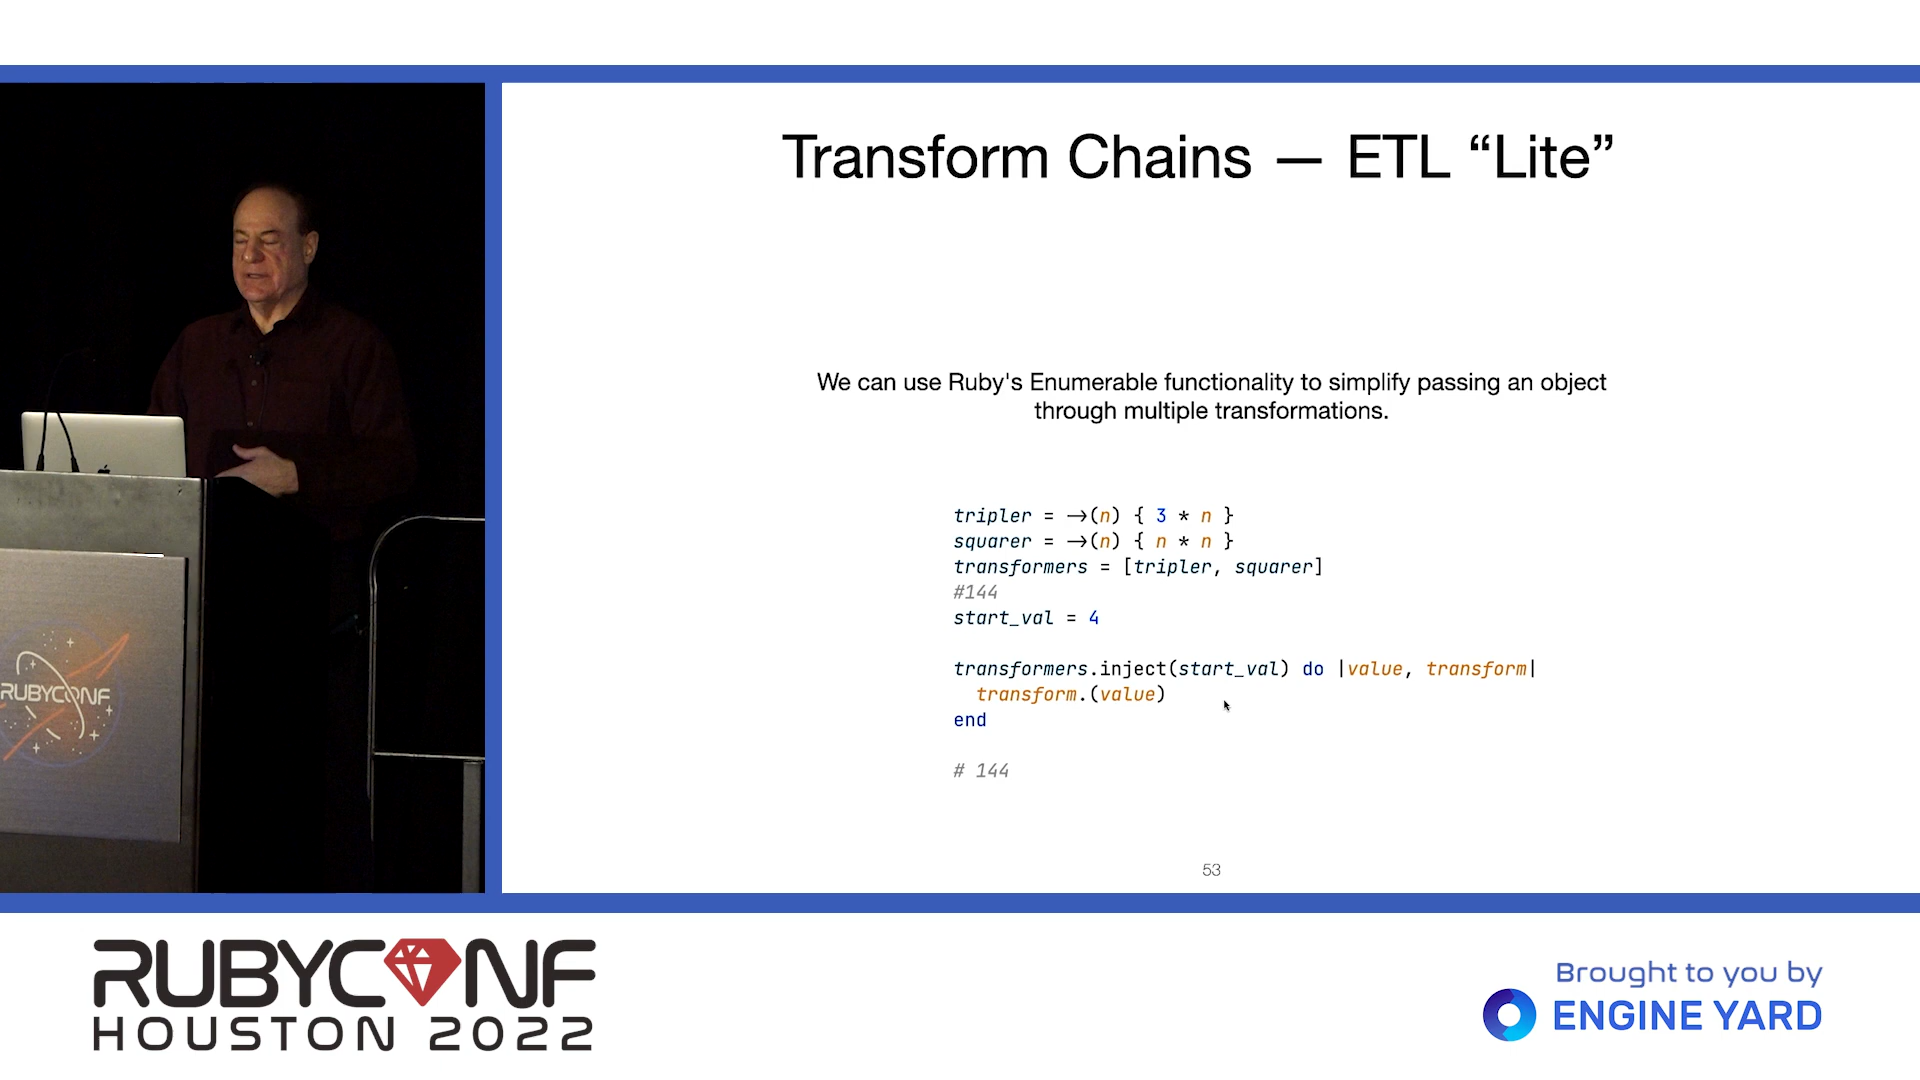 Transform Chains — ETL “Lite”
We can use Ruby's Enumerable functionality to simplify passing an object
through multiple transformations.
tripler = ->(n) { 3 * n }
squarer = ->(n) { n * n }
transformers = [tripler, squarer]
#144
start_val = 4
transformers.inject(start_val) do |value, transform|
transform.(value)
end
# 144
53
RUBYCONF
RUBYCONF
HOUSTON 2022
Brought to you by
ENGINE YARD